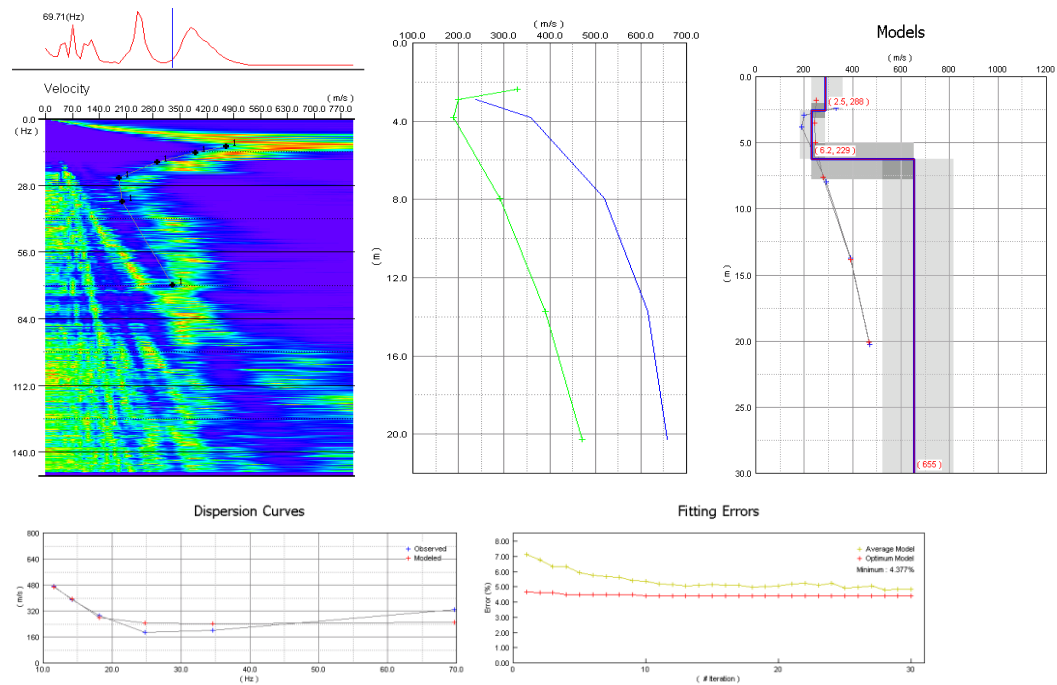 69.71(Hz)
Velocity
( m/s )
0.0 70.0 140.0 210.0 280.0 350.0 420.0 490.0 560.0 630.0 700.0 770.0
( Hz )
0.0
28.0
56.0
84.0
112.0
140.0
1
1
1
1
1
1
( m/s )
100.0 200.0 300.0 400.0 500.0 600.0 700.0
0.0
4.0
8.0
12.0
16.0
20.0
( m )
Models
( m/s )
0 200 400 600 800 1000 1200
0.0
5.0
10.0
15.0
20.0
25.0
30.0
( m )
( 2.5, 288 )
( 6.2, 229 )
( 655 )
Dispersion Curves
800
640
480
320
160
0
( m/s )
10.0 20.0 30.0 40.0 50.0 60.0 70.0
( Hz )
Observed
Modeled
Fitting Errors
8.00
7.00
6.00
5.00
4.00
3.00
2.00
1.00
0.00
Error (%)
0.0 10 20 30
( # Iteration )
Average Model
Optimum Model
Minimum : 4.377%